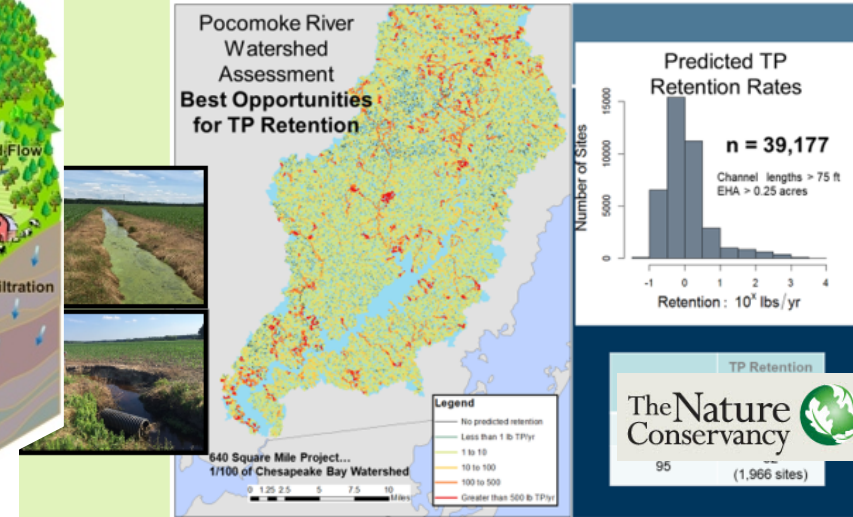 d Flow
iltration
Pocomoke River
Watershed
Assessment
Best Opportunities
for TP Retention
640 Square Mile Project...
1/100 of Chesapeake Bay Watershed
0 1.25 2.5 5 7.5 10
Miles
Legend
No predicted retention
Less than 1 lb TP/yr
1 to 10
10 to 100
100 to 500
Greater than 500 lb TP/yr
Predicted TP
Retention Rates
n = 39,177
Channel lengths > 75 ft
EHA > 0.25 acres
Number of Sites
15000
10000
5000
0
-1 0 1 2 3 4
Retention : 10^x lbs/yr
TP Retention
The Nature
Conservancy
95
(1,966 sites)